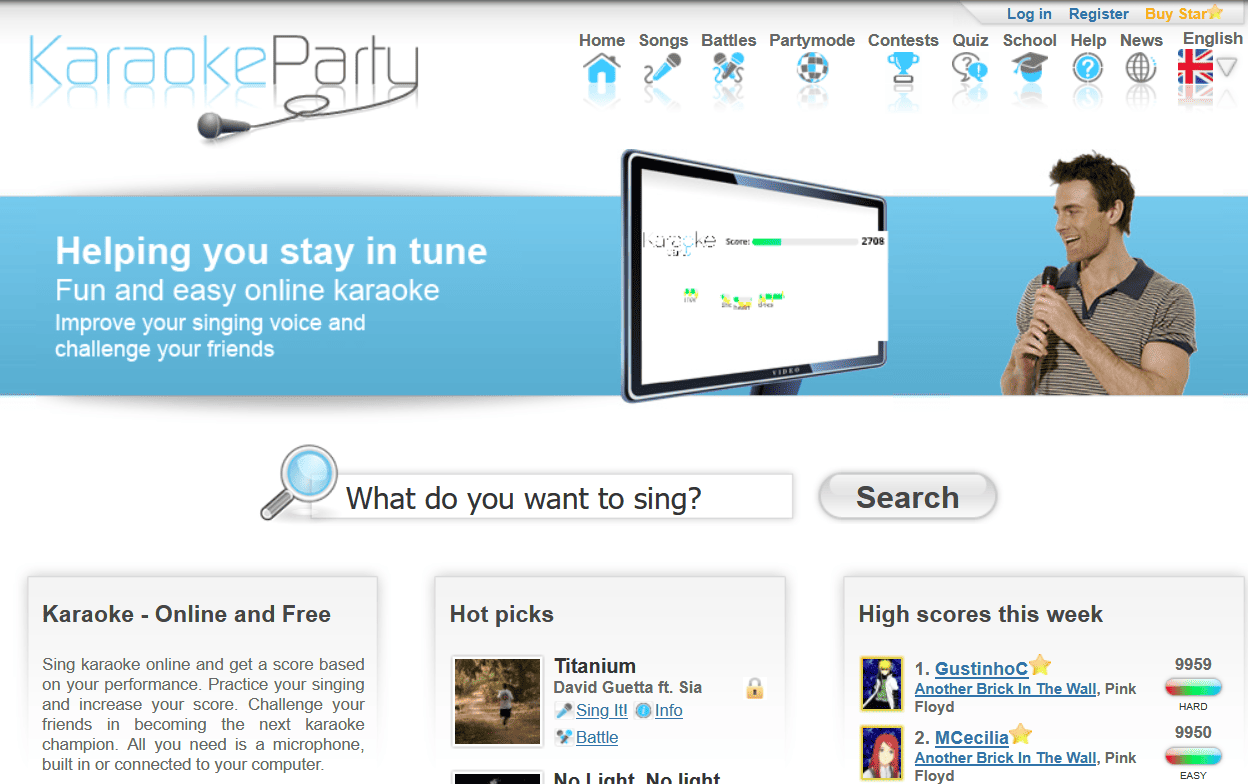 Log in Register Buy Star
KaraokeParty
Home Songs Battles Partymode Contests Quiz School Help News English
Helping you stay in tune
Fun and easy online karaoke
Improve your singing voice and
challenge your friends
Karaoke Score: 2708
VIDEO
What do you want to sing?
Search
Karaoke - Online and Free
Sing karaoke online and get a score based
on your performance. Practice your singing
and increase your score. Challenge your
friends in becoming the next karaoke
champion. All you need is a microphone,
built in or connected to your computer.
Hot picks
Titanium
David Guetta ft. Sia
Sing It! Info
Battle
No Light, No light
High scores this week
1. GustinhoC 9959
Another Brick In The Wall, Pink
Floyd
HARD
2. MCecilia 9950
Another Brick In The Wall, Pink
Floyd
EASY